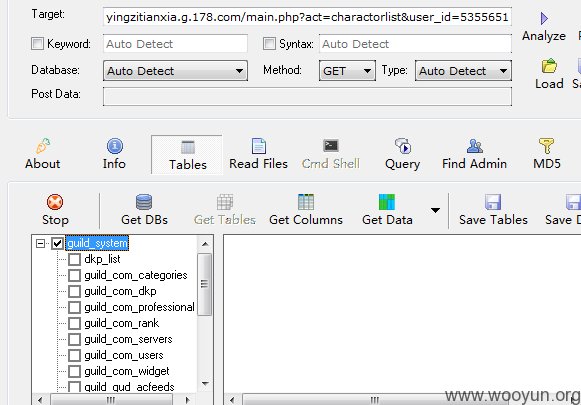 Target: yingzitianxia.g.178.com/main.php?act=charactorlist&user_id=5355651
Analyze
Keyword: Auto Detect Syntax: Auto Detect
Database: Auto Detect Method: GET Type: Auto Detect
Load
Post Data:
About Info Tables Read Files Cmd Shell Query Find Admin MD5
Stop Get DBs Get Tables Get Columns Get Data Save Tables Save D
guild_system
dkp_list
guild_com_categories
guild_com_dkp
guild_com_professional
guild_com_rank
guild_com_servers
guild_com_users
guild_com_widget
guild_gud_acfeeds
www.wooyun.org